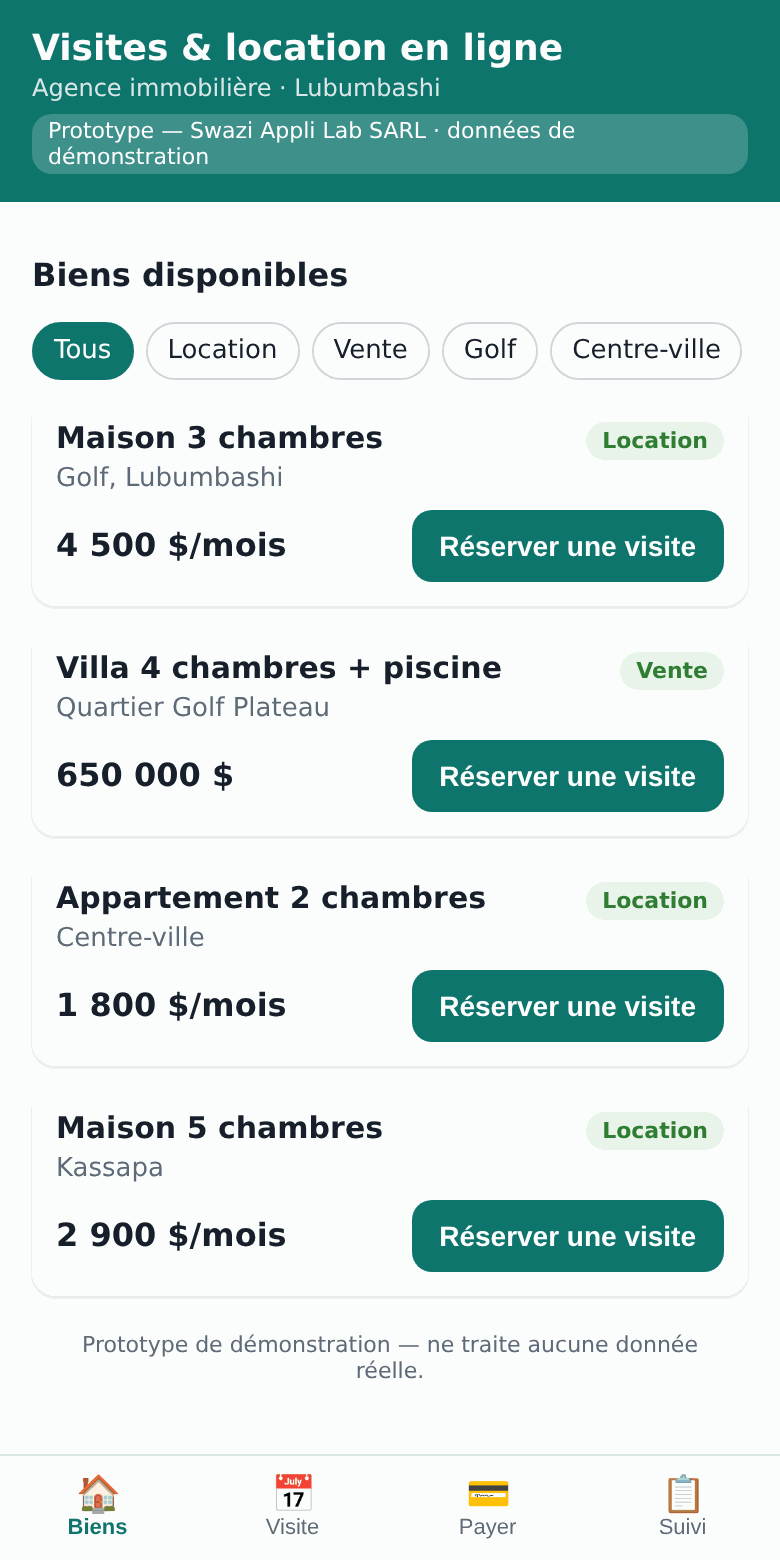 Visites & location en ligne
Agence immobilière · Lubumbashi
Prototype — Swazi Appli Lab SARL · données de
démonstration
Biens disponibles
Tous
Location
Vente
Golf
Centre-ville
Maison 3 chambres
Location
Golf, Lubumbashi
4 500 $/mois
Réserver une visite
Villa 4 chambres + piscine
Vente
Quartier Golf Plateau
650 000 $
Réserver une visite
Appartement 2 chambres
Location
Centre-ville
1 800 $/mois
Réserver une visite
Maison 5 chambres
Location
Kassapa
2 900 $/mois
Réserver une visite
Prototype de démonstration — ne traite aucune donnée
réelle.
July
17
Biens
Visite
Payer
Suivi